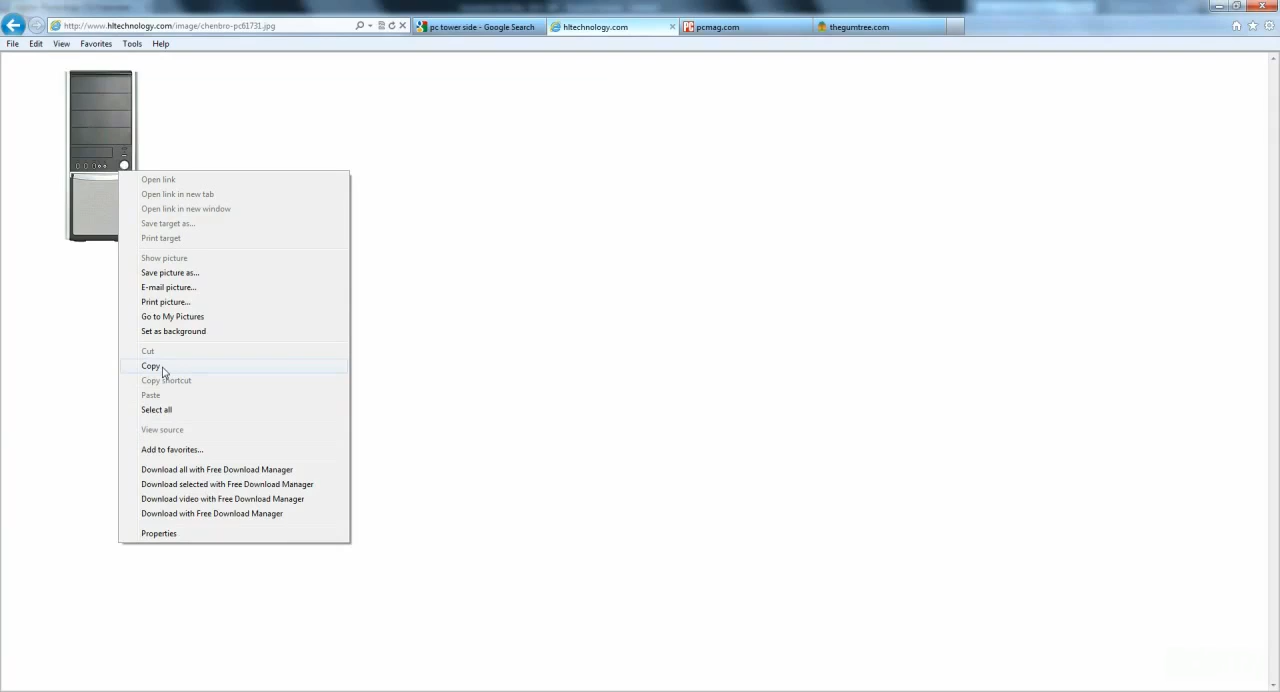 http://www.hltechnology.com/image/chenbro-pc61731.jpg
pc tower side - Google Search
hltechnology.com
pcmag.com
thegumtree.com
File Edit View Favorites Tools Help
Open link
Open link in new tab
Open link in new window
Save target as...
Print target
Show picture
Save picture as...
E-mail picture...
Print picture...
Go to My Pictures
Set as background
Cut
Copy
Copy shortcut
Paste
Select all
View source
Add to favorites...
Download all with Free Download Manager
Download selected with Free Download Manager
Download video with Free Download Manager
Download with Free Download Manager
Properties